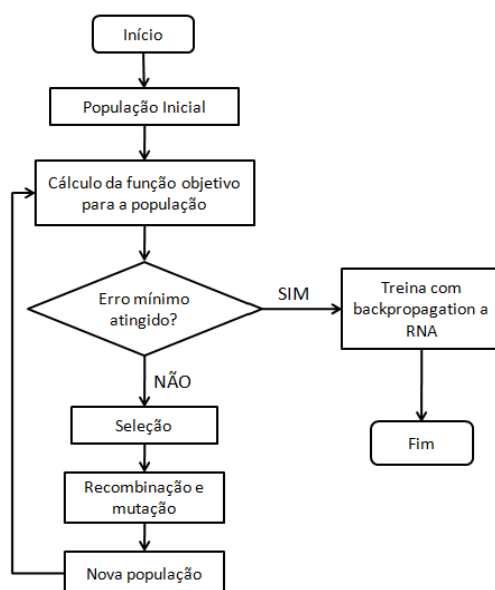 Início
População Inicial
Cálculo da função objetivo
para a população
Erro mínimo
atingido?
SIM
Treina com
backpropagation a
RNA
NÃO
Seleção
Fim
Recombinação e
mutação
Nova população